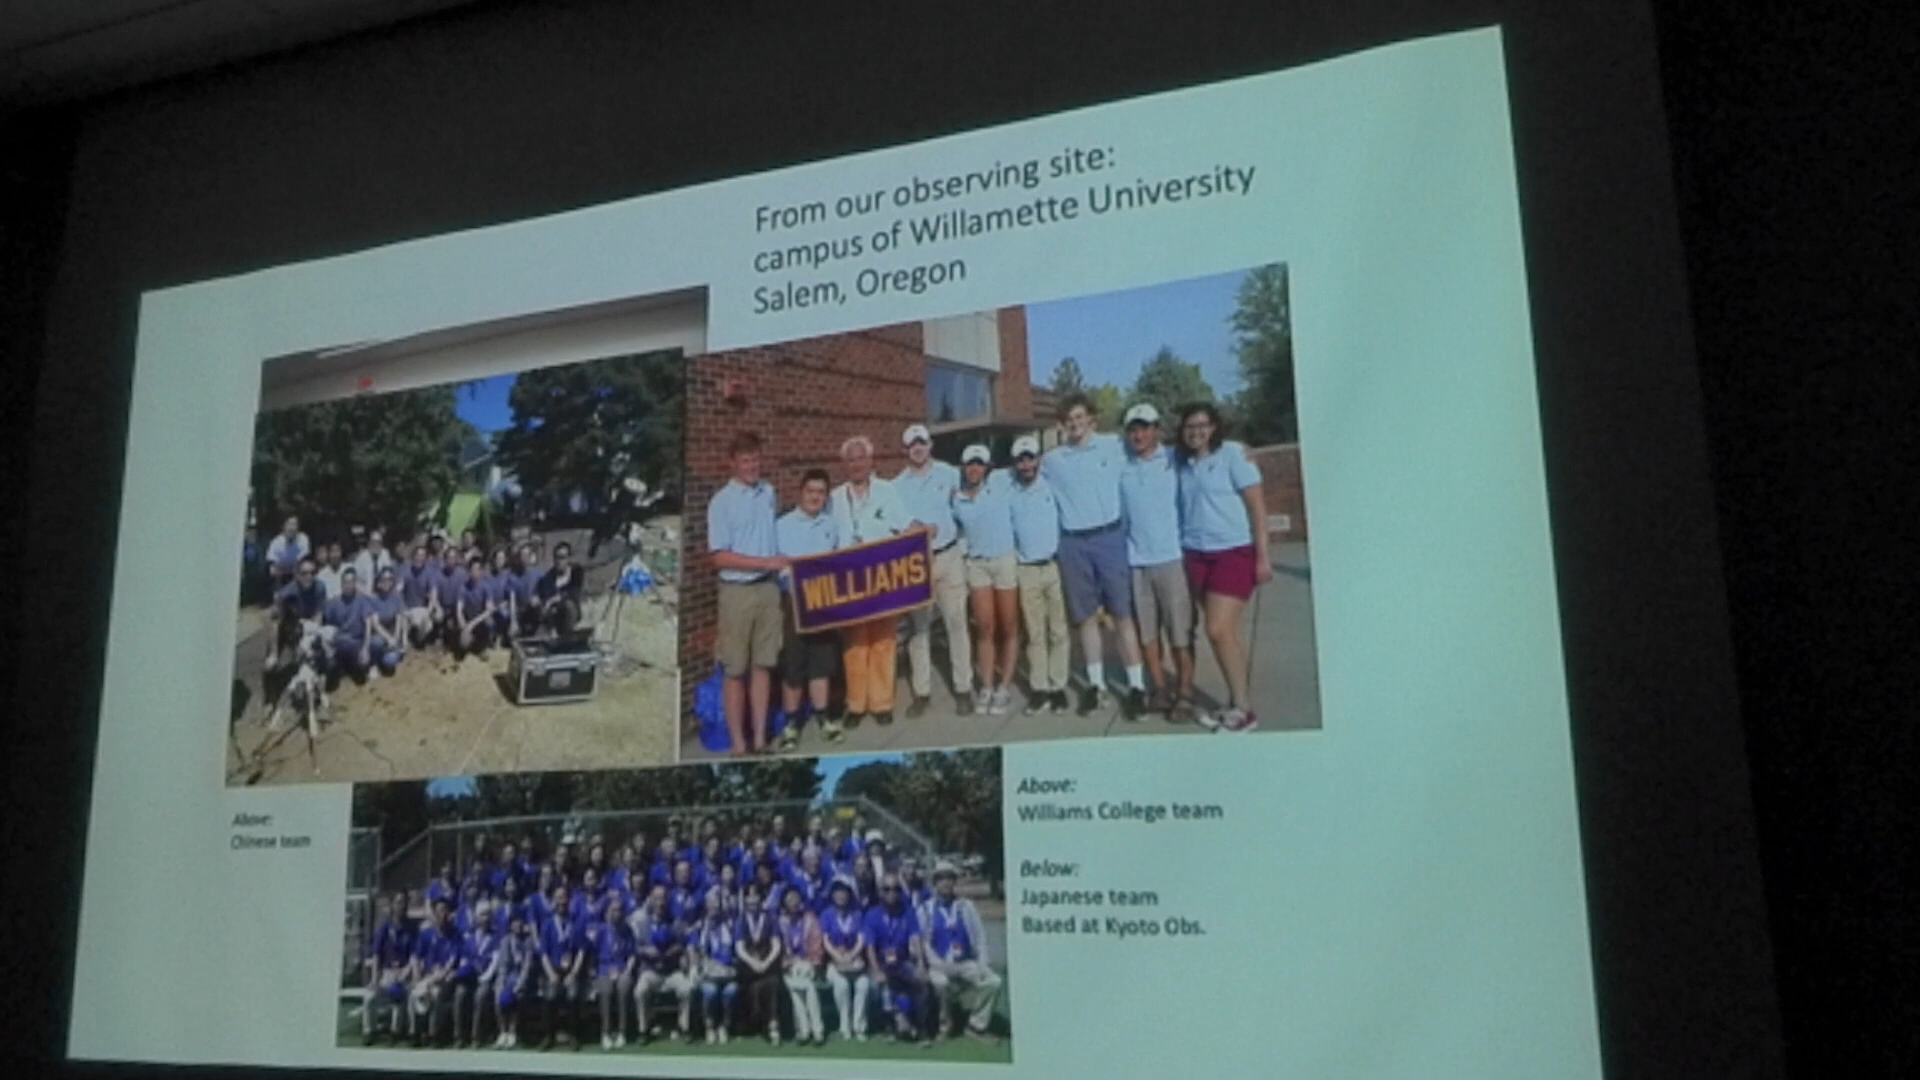 From our observing site:
campus of Willamette University
Salem, Oregon
WILLIAMS
Above:
Chinese team
Above:
Williams College team
Below:
Japanese team
Based at Kyoto Obs.